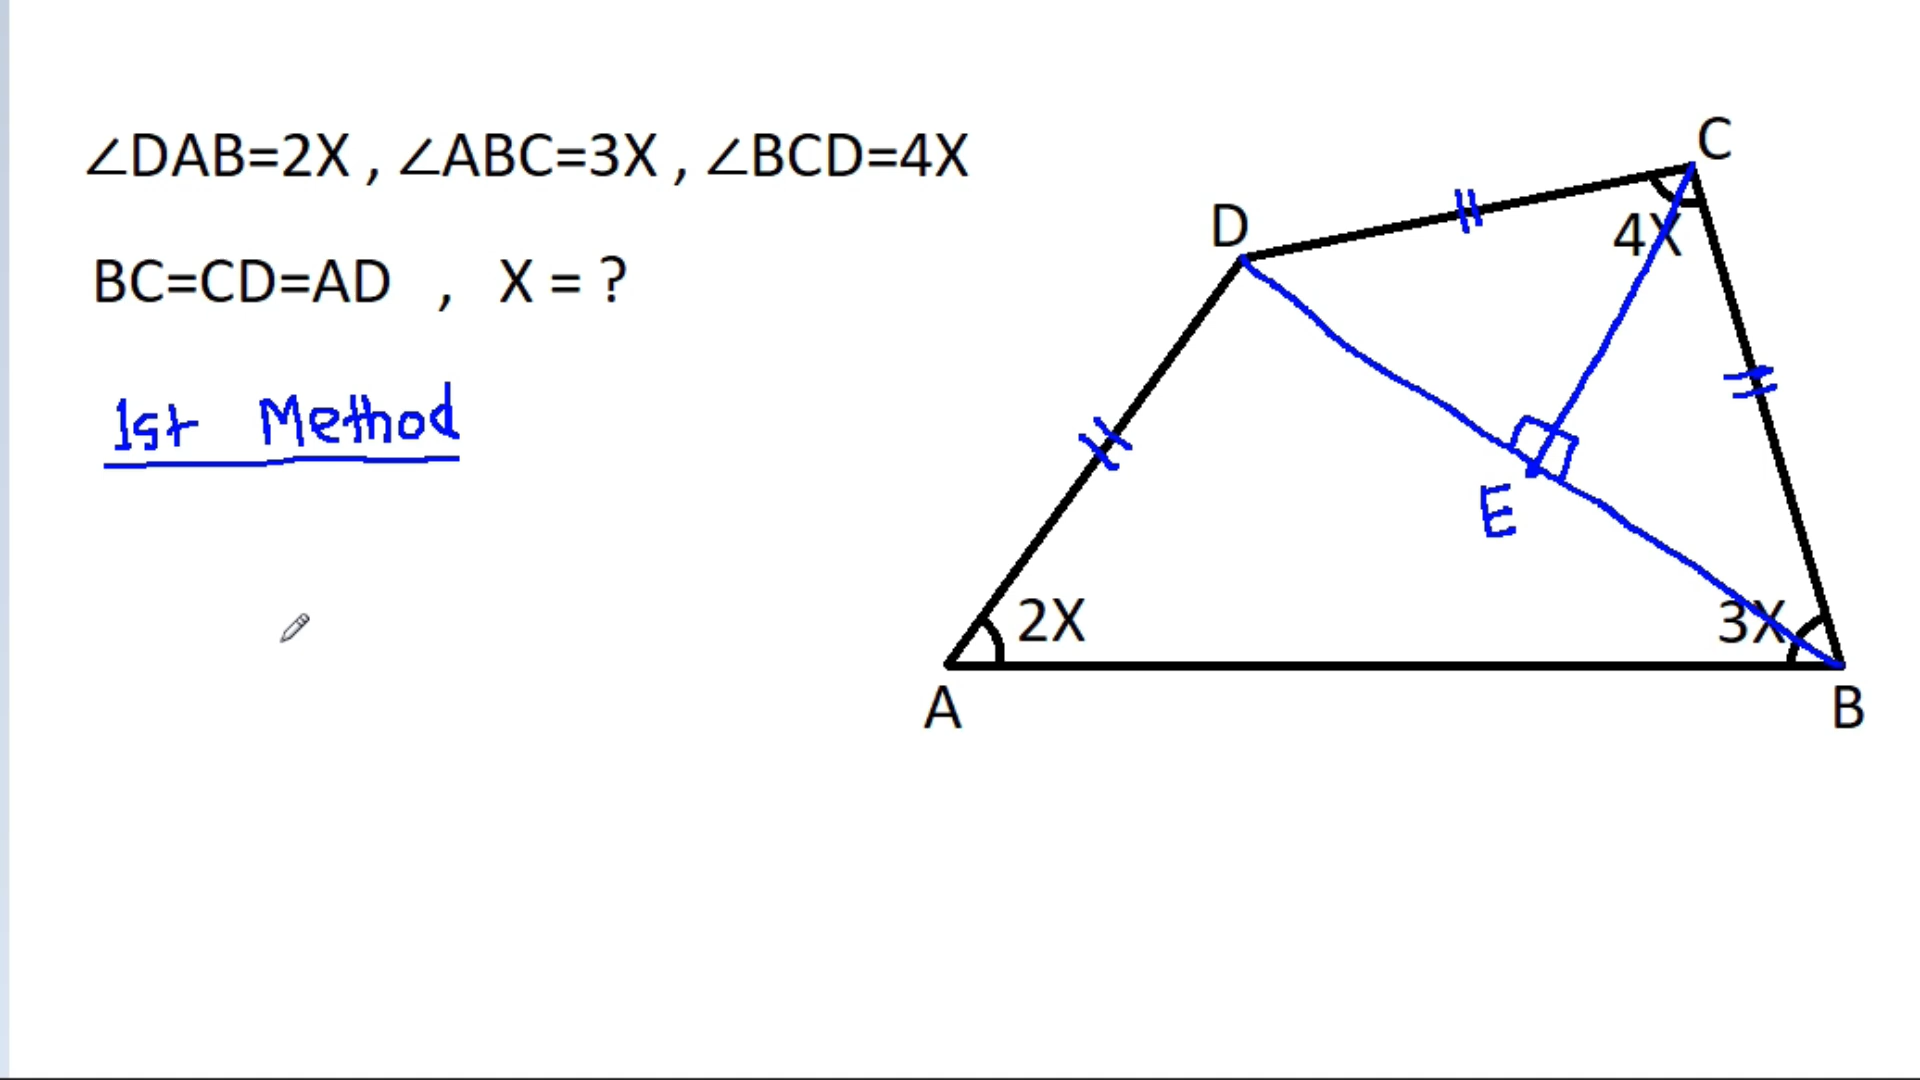 ∠DAB=2X , ∠ABC=3X , ∠BCD=4X
BC=CD=AD , X = ?
1st Method
C
4X
D
E
2X
3X
A
B